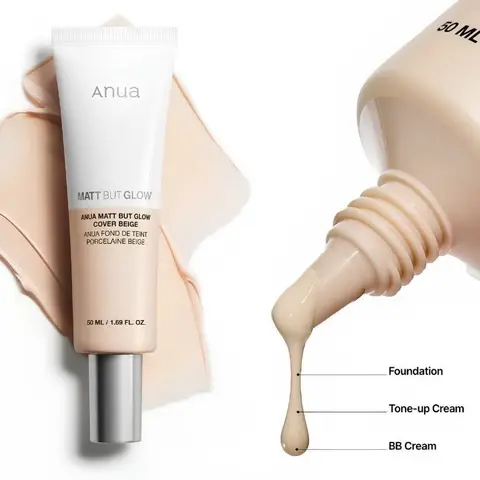 Anua
MATT BUT GLOW
ANUA MATT BUT GLOW
COVER BEIGE
ANUA FOND DE TEINT
PORCELAINE BEIGE
50 ML / 1.69 FL. OZ.
50 ML
Foundation
Tone-up Cream
BB Cream